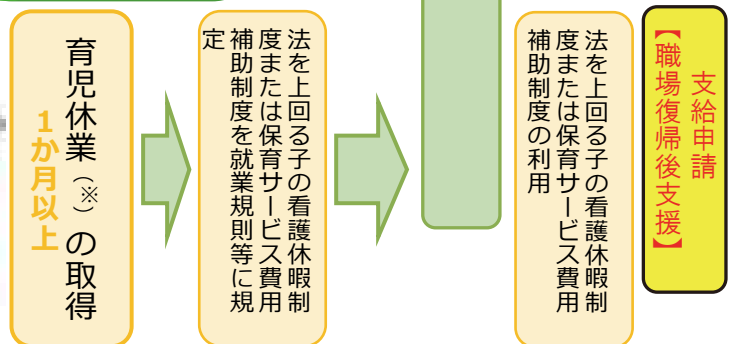 育児休業（※）の取得
1か月以上
法を上回る子の看護休暇制
度または保育サービス費用
補助制度を就業規則等に規
定
法を上回る子の看護休暇制
度または保育サービス費用
補助制度の利用
支給申請
【職場復帰後支援】